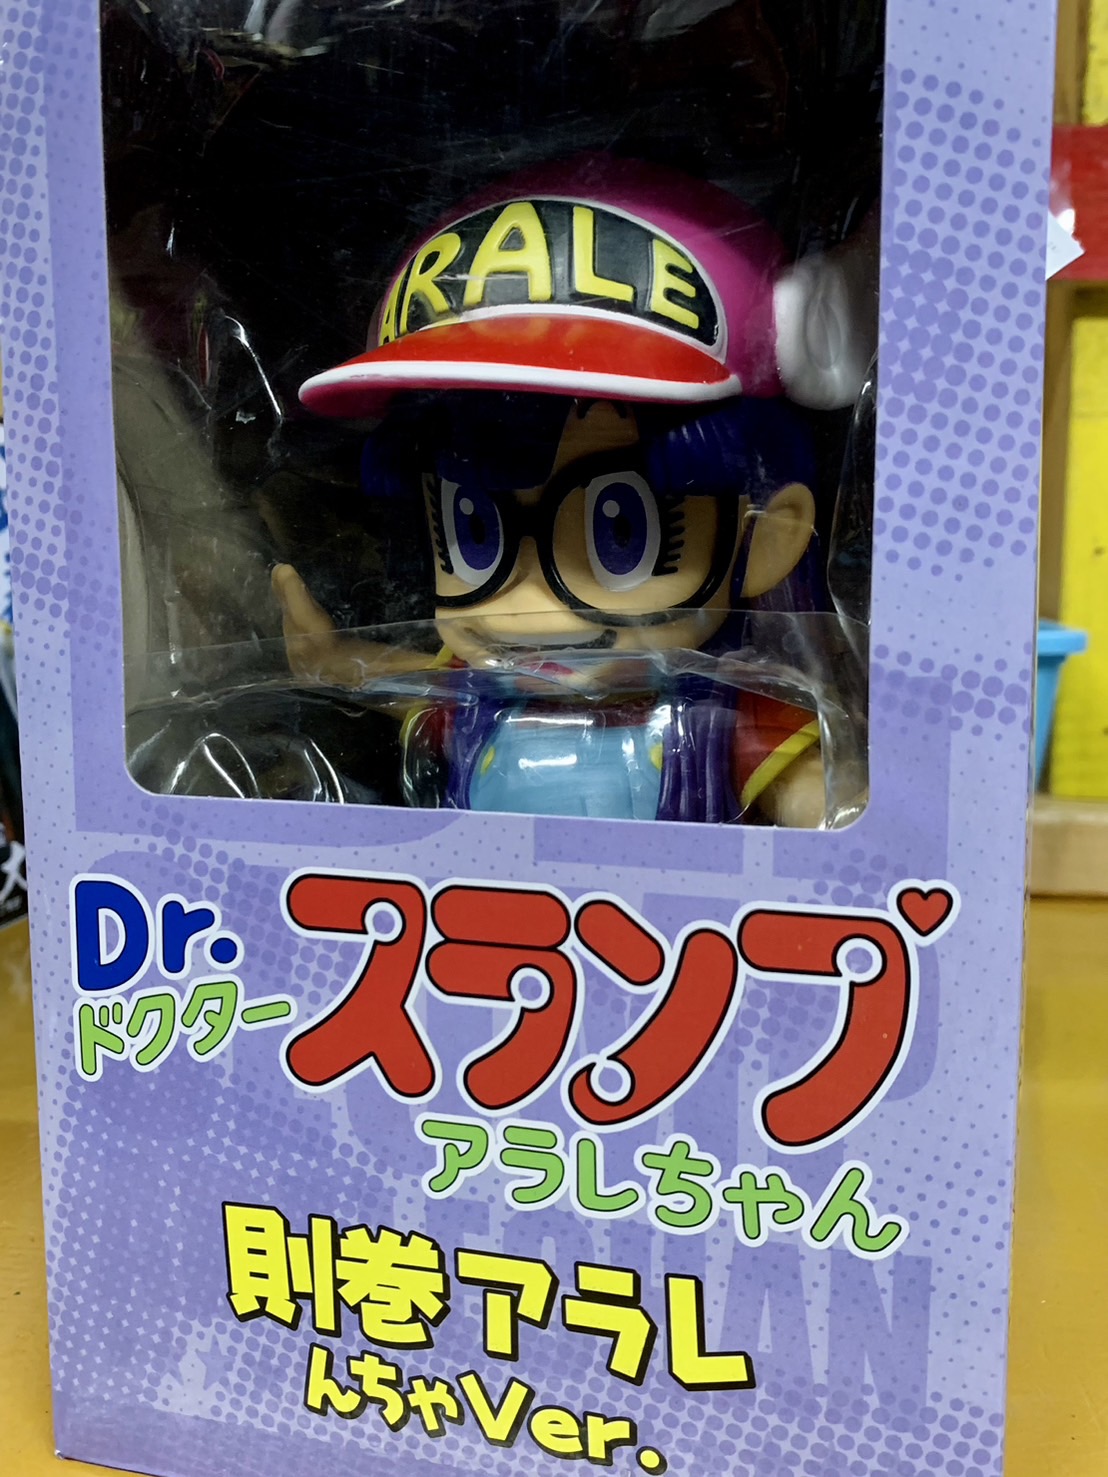 ARALE
Dr.スランプ
ドクター
アラレちゃん
則巻アラレ
んちゃVer.